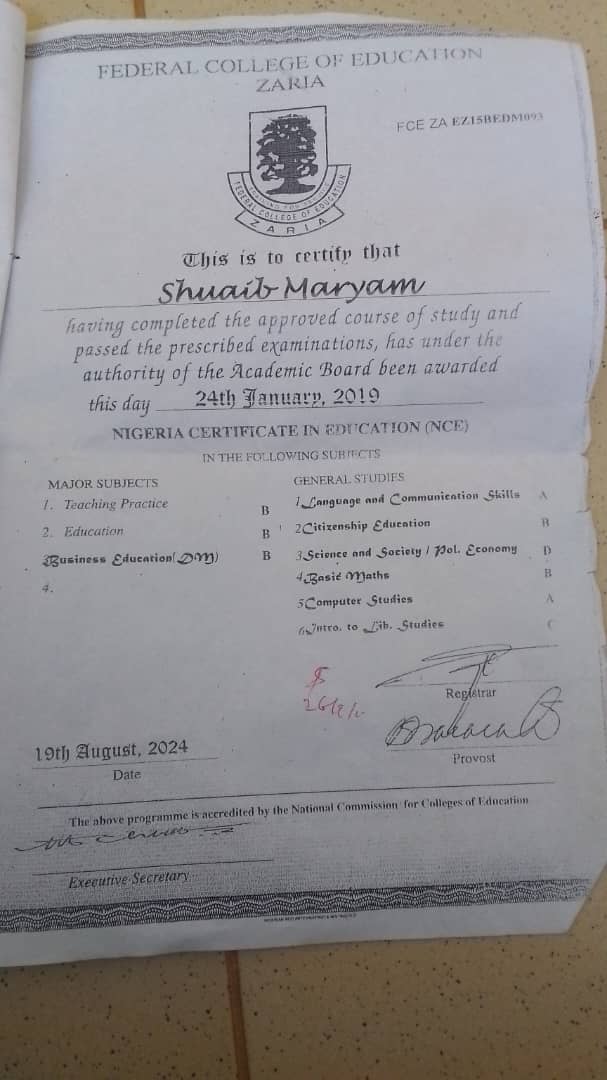 FEDERAL COLLEGE OF EDUCATION
ZARIA
FCE ZA EZ15BEDM093
FEDERAL COLLEGE OF EDUCATION
ZARIA
This is to certify that
Shuaib Maryam
having completed the approved course of study and
passed the prescribed examinations, has under the
authority of the Academic Board been awarded
this day 24th January, 2019
NIGERIA CERTIFICATE IN EDUCATION (NCE)
IN THE FOLLOWING SUBJECTS
MAJOR SUBJECTS
1. Teaching Practice B
2. Education B
3 Business Education(DM) B
4.
GENERAL STUDIES
1 Language and Communication Skills A
2 Citizenship Education B
3 Science and Society / Pol. Economy D
4 Basic Maths B
5 Computer Studies A
6 Intro. to Lib. Studies C
Registrar
Provost
19th August, 2024
Date
The above programme is accredited by the National Commission for Colleges of Education
Executive Secretary